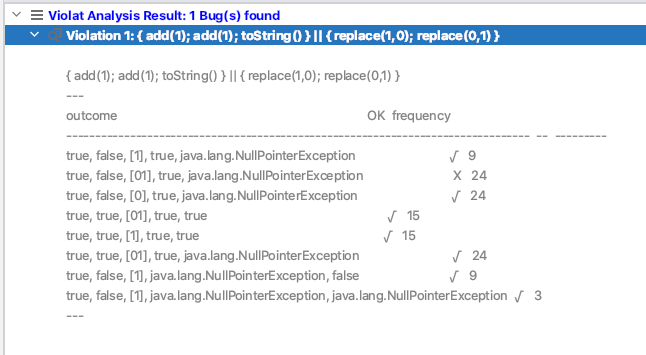 Violat Analysis Result: 1 Bug(s) found
Violation 1: { add(1); add(1); toString() } || { replace(1,0); replace(0,1) }
{ add(1); add(1); toString() } || { replace(1,0); replace(0,1) }
---
outcome OK frequency
-------------------------------------------------------------------------------- -- ---------
true, false, [1], true, java.lang.NullPointerException √ 9
true, false, [01], true, java.lang.NullPointerException X 24
true, false, [0], true, java.lang.NullPointerException √ 24
true, true, [01], true, true √ 15
true, true, [1], true, true √ 15
true, true, [01], true, java.lang.NullPointerException √ 24
true, false, [1], java.lang.NullPointerException, false √ 9
true, false, [1], java.lang.NullPointerException, java.lang.NullPointerException √ 3
---